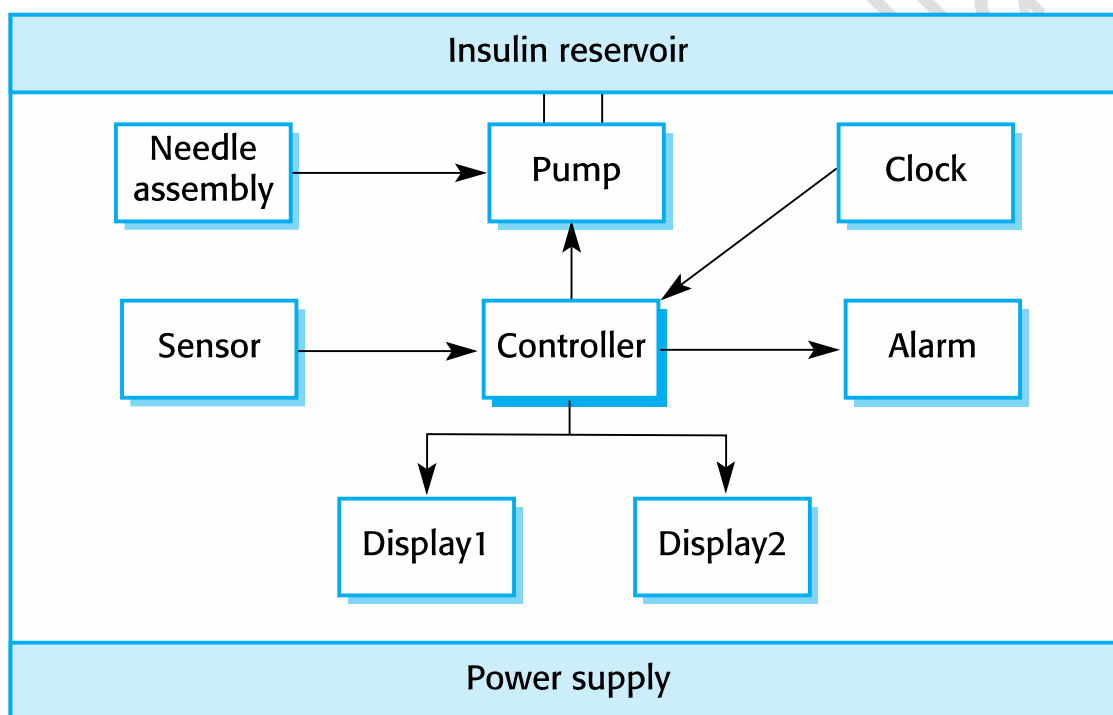 Insulin reservoir
Needle
assembly
Pump
Clock
Sensor
Controller
Alarm
Display1
Display2
Power supply